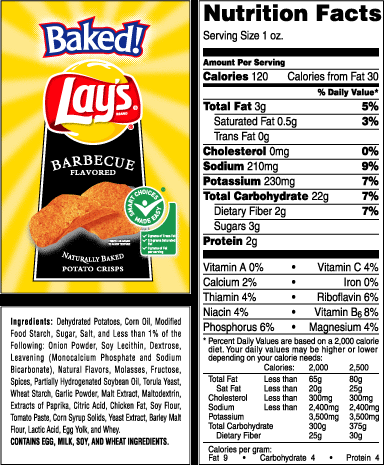 Baked!
Lay's
BRAND
BARBECUE
FLAVORED
SMART CHOICES
MADE EASY
NATURALLY BAKED
POTATO CRISPS
Ingredients: Dehydrated Potatoes, Corn Oil, Modified
Food Starch, Sugar, Salt, and Less than 1% of the
Following: Onion Powder, Soy Lecithin, Dextrose,
Leavening (Monocalcium Phosphate and Sodium
Bicarbonate), Natural Flavors, Molasses, Fructose,
Spices, Partially Hydrogenated Soybean Oil, Torula Yeast,
Wheat Starch, Garlic Powder, Malt Extract, Maltodextrin,
Extracts of Paprika, Citric Acid, Chicken Fat, Soy Flour,
Tomato Paste, Corn Syrup Solids, Yeast Extract, Barley Malt
Flour, Lactic Acid, Egg Yolk, and Whey.
CONTAINS EGG, MILK, SOY, AND WHEAT INGREDIENTS.
Nutrition Facts
Serving Size 1 oz.
Amount Per Serving
Calories 120 Calories from Fat 30
% Daily Value*
Total Fat 3g 5%
Saturated Fat 0.5g 3%
Trans Fat 0g
Cholesterol 0mg 0%
Sodium 210mg 9%
Potassium 230mg 7%
Total Carbohydrate 22g 7%
Dietary Fiber 2g 7%
Sugars 3g
Protein 2g
Vitamin A 0% • Vitamin C 4%
Calcium 2% • Iron 0%
Thiamin 4% • Riboflavin 6%
Niacin 4% • Vitamin B6 8%
Phosphorus 6% • Magnesium 4%
* Percent Daily Values are based on a 2,000 calorie
diet. Your daily values may be higher or lower
depending on your calorie needs:
Calories: 2,000 2,500
Total Fat Less than 65g 80g
Sat Fat Less than 20g 25g
Cholesterol Less than 300mg 300mg
Sodium Less than 2,400mg 2,400mg
Potassium 3,500mg 3,500mg
Total Carbohydrate 300g 375g
Dietary Fiber 25g 30g
Calories per gram:
Fat 9 • Carbohydrate 4 • Protein 4